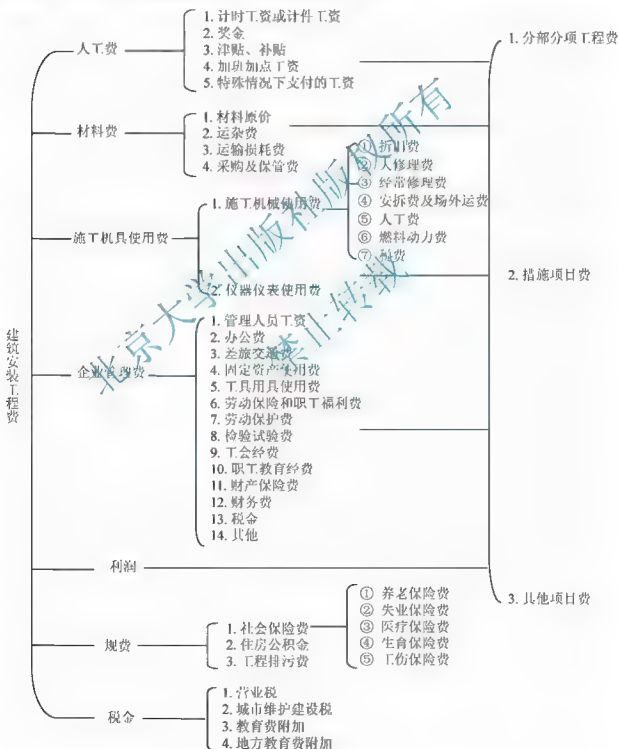 建筑安装工程费
人工费
1. 计时工资或计件工资
2. 奖金
3. 津贴、补贴
4. 加班加点工资
5. 特殊情况下支付的工资
材料费
1. 材料原价
2. 运杂费
3. 运输损耗费
4. 采购及保管费
施工机具使用费
1. 施工机械使用费
① 折旧费
② 大修理费
③ 经常修理费
④ 安拆费及场外运费
⑤ 人工费
⑥ 燃料动力费
⑦ 税费
2. 仪器仪表使用费
企业管理费
1. 管理人员工资
2. 办公费
3. 差旅交通费
4. 固定资产使用费
5. 工具用具使用费
6. 劳动保险和职工福利费
7. 劳动保护费
8. 检验试验费
9. 工会经费
10. 职工教育经费
11. 财产保险费
12. 财务费
13. 税金
14. 其他
利润
规费
1. 社会保险费
① 养老保险费
② 失业保险费
③ 医疗保险费
④ 生育保险费
⑤ 工伤保险费
2. 住房公积金
3. 工程排污费
税金
1. 营业税
2. 城市维护建设税
3. 教育费附加
4. 地方教育费附加
1. 分部分项工程费
2. 措施项目费
3. 其他项目费
北京大学出版社版权所有
禁止转载